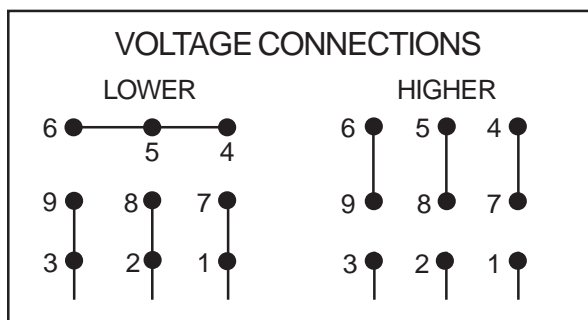 VOLTAGE CONNECTIONS
LOWER HIGHER
6 6 5 4
5 4
9 8 7 9 8 7
3 2 1 3 2 1